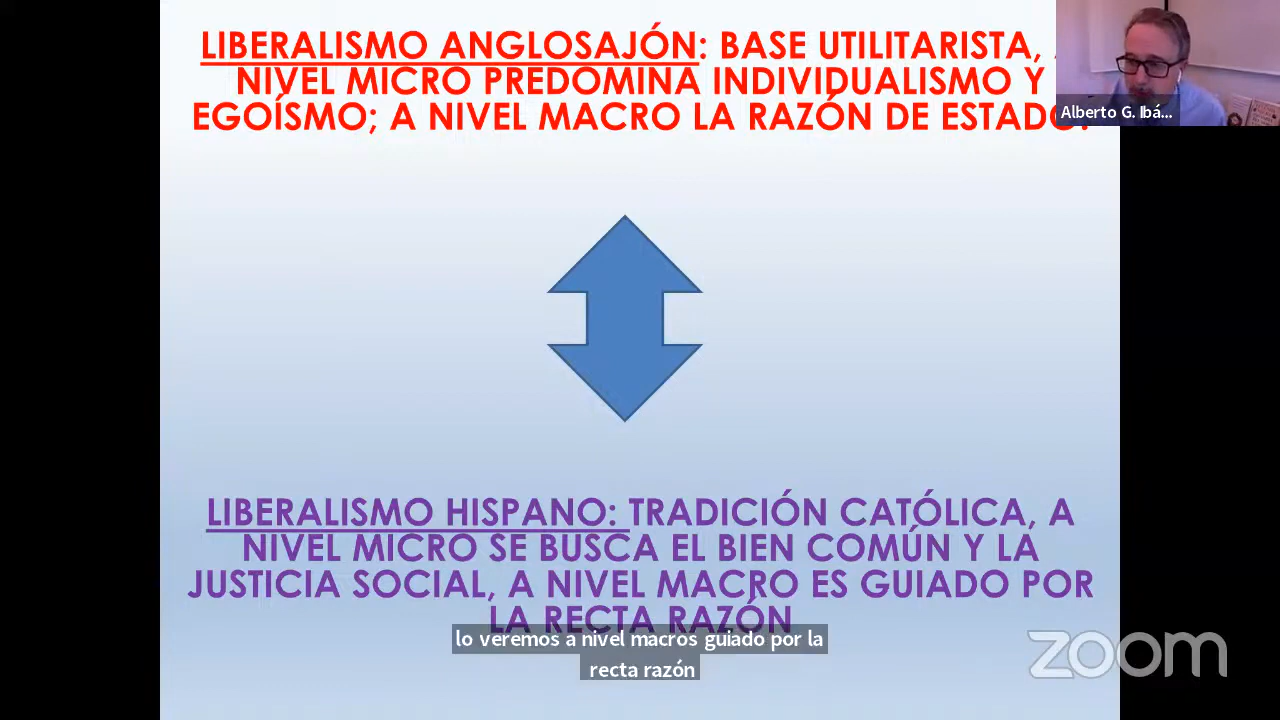 LIBERALISMO ANGLOSAJÓN: BASE UTILITARISTA,
NIVEL MICRO PREDOMINA INDIVIDUALISMO Y
EGOÍSMO; A NIVEL MACRO LA RAZÓN DE ESTADO.
Alberto G. Ibá...
LIBERALISMO HISPANO: TRADICIÓN CATÓLICA, A
NIVEL MICRO SE BUSCA EL BIEN COMÚN Y LA
JUSTICIA SOCIAL, A NIVEL MACRO ES GUIADO POR
LA RECTA RAZÓN
lo veremos a nivel macros guiado por la
recta razón
zoom